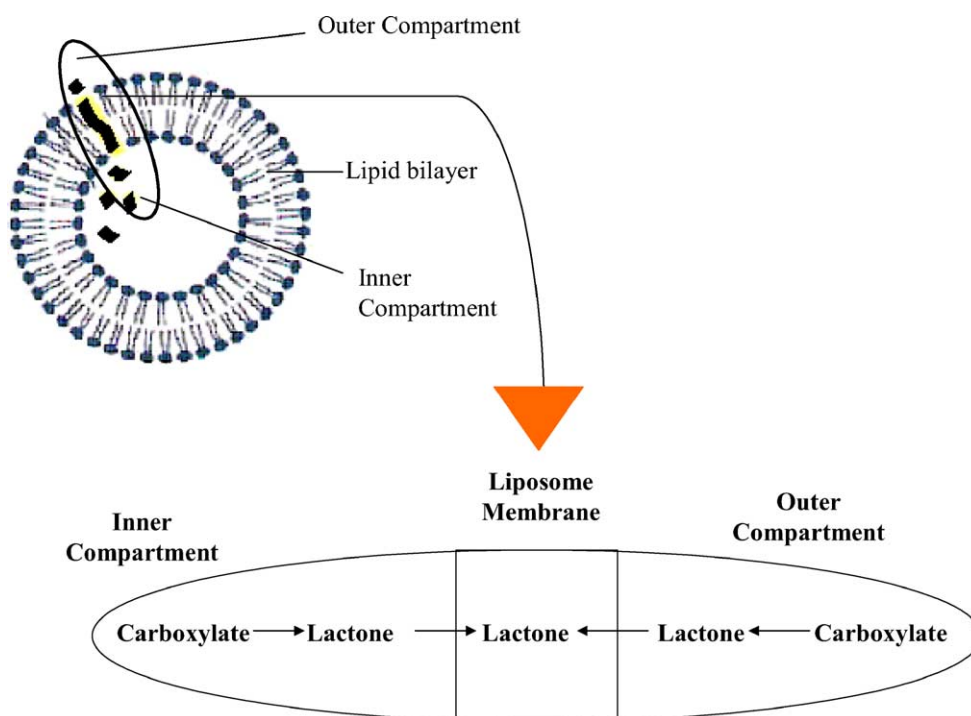 Outer Compartment
Lipid bilayer
Inner
Compartment
Liposome
Membrane
Inner
Compartment
Outer
Compartment
Carboxylate Lactone Lactone Lactone Carboxylate